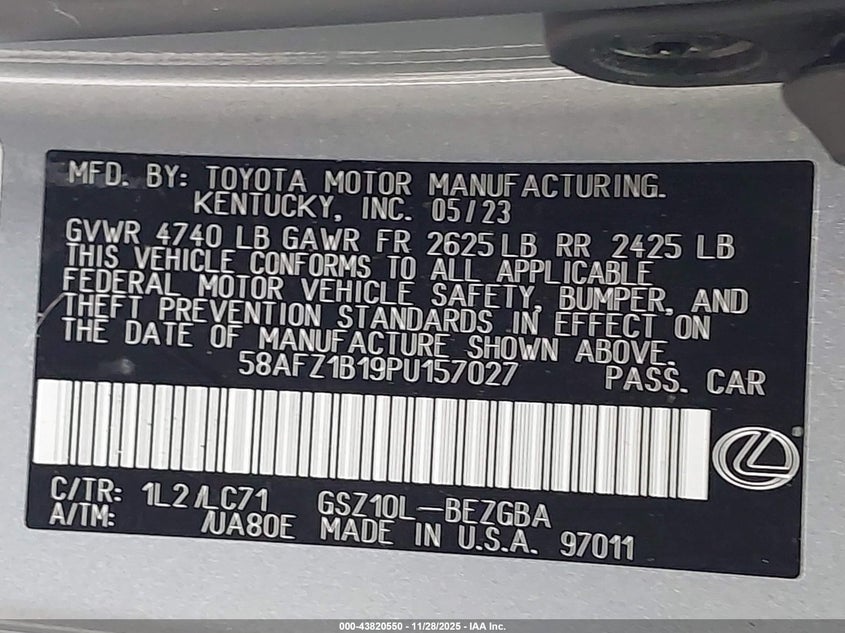 MFD. BY: TOYOTA MOTOR MANUFACTURING.
KENTUCKY, INC. 05/23
GVWR 4740 LB GAWR FR 2625 LB RR 2425 LB
THIS VEHICLE CONFORMS TO ALL APPLICABLE
FEDERAL MOTOR VEHICLE SAFETY, BUMPER, AND
THEFT PREVENTION STANDARDS IN EFFECT ON
THE DATE OF MANUFACTURE SHOWN ABOVE.
58AFZ1B19PU157027 PASS. CAR
C/TR: 1L2/LC71 GSZ10L-BEZGBA
A/TM: /UA80E MADE IN U.S.A. 97011
000-43820550 | 11/28/2025 - IAA Inc.